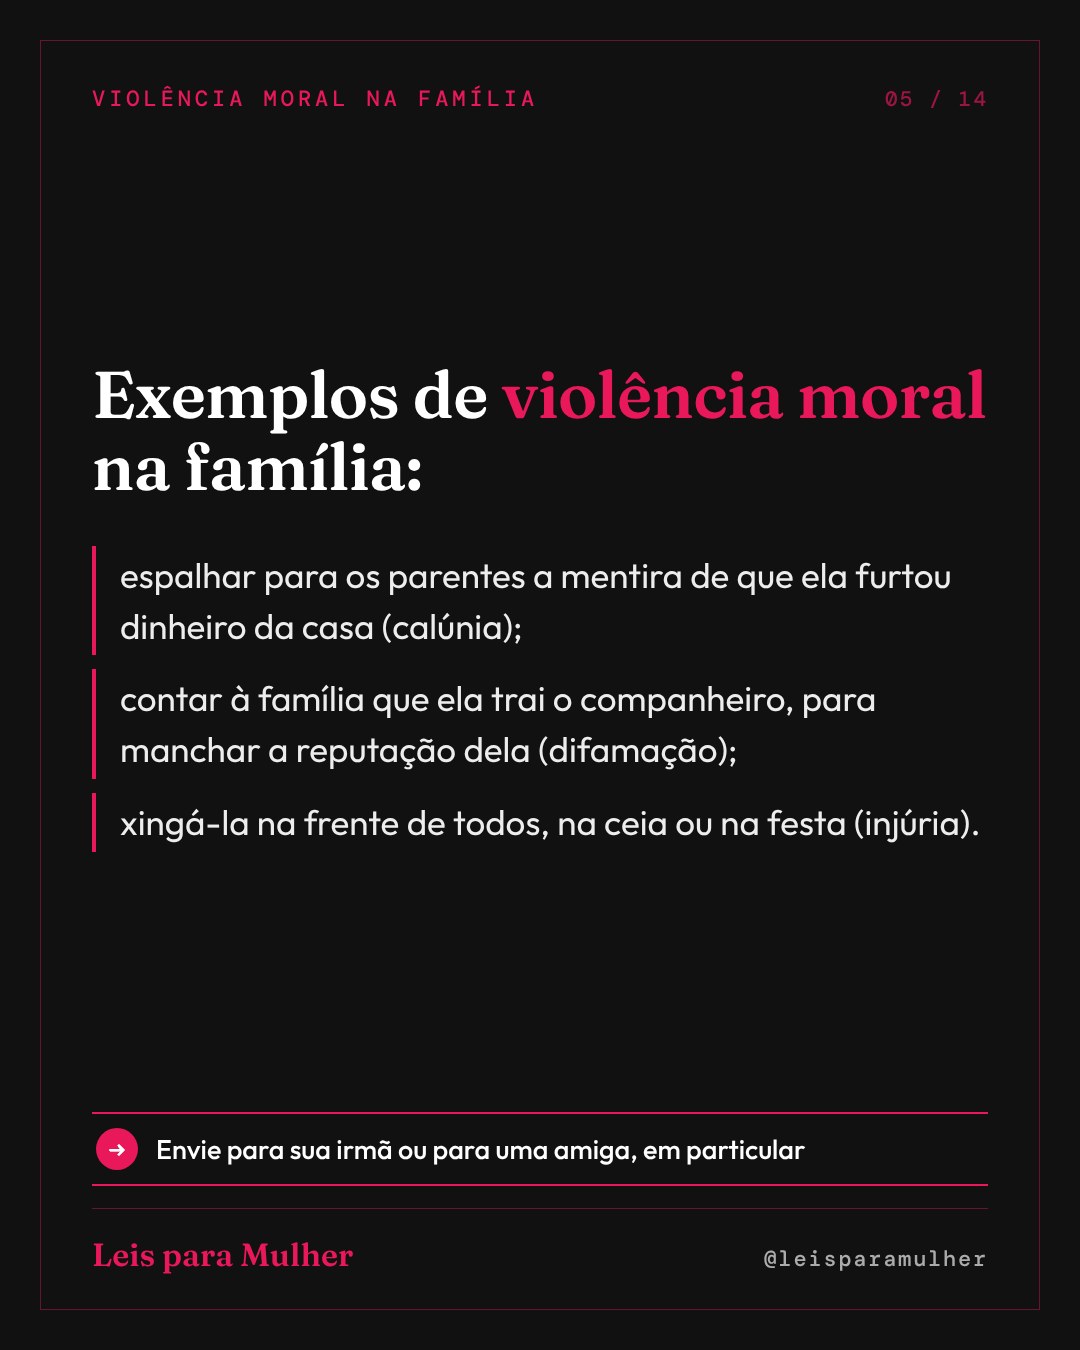 VIOLÊNCIA MORAL NA FAMÍLIA
05 / 14
Exemplos de violência moral
na família:
espalhar para os parentes a mentira de que ela furtou
dinheiro da casa (calúnia);
contar à família que ela trai o companheiro, para
manchar a reputação dela (difamação);
xingá-la na frente de todos, na ceia ou na festa (injúria).
Envie para sua irmã ou para uma amiga, em particular
Leis para Mulher
@leisparamulher